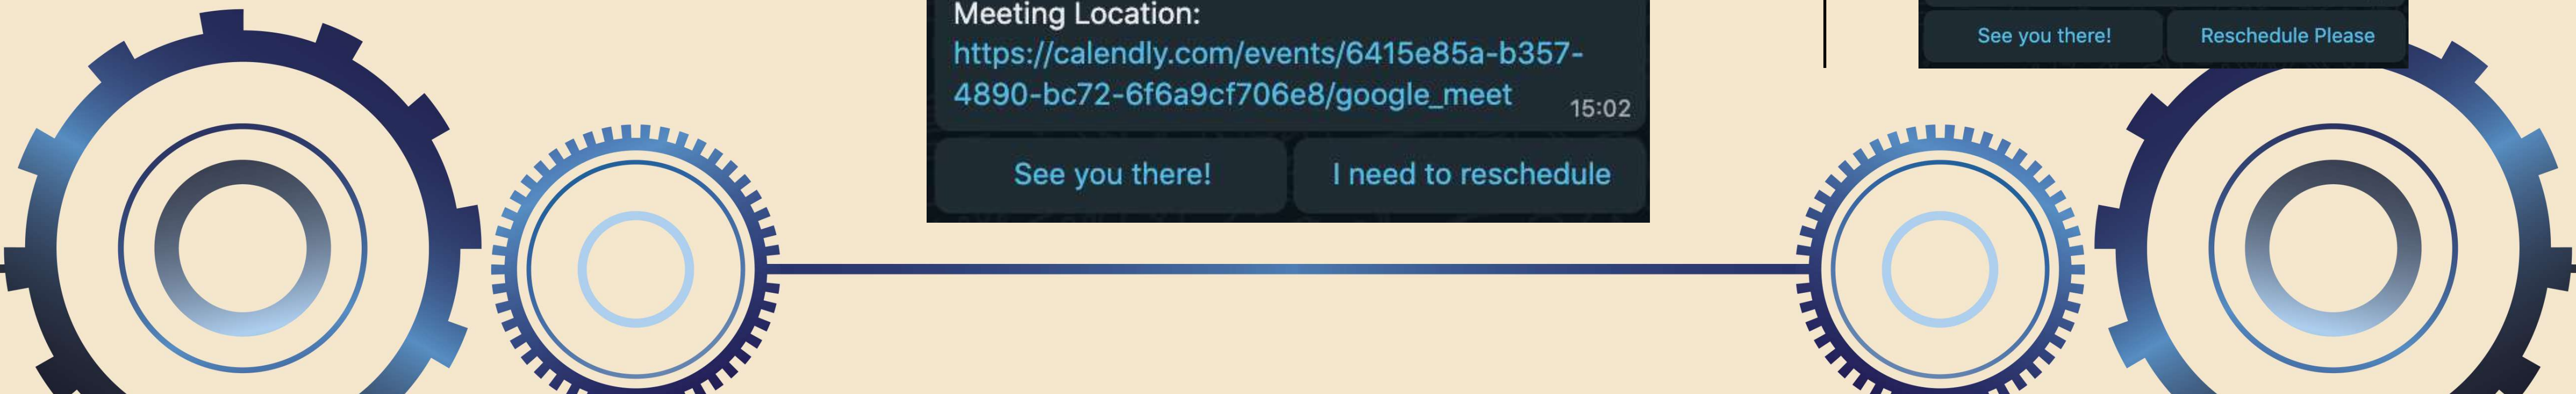 Meeting Location:
https://calendly.com/events/6415e85a-b357-
4890-bc72-6f6a9cf706e8/google_meet
15:02
See you there!
I need to reschedule
See you there!
Reschedule Please